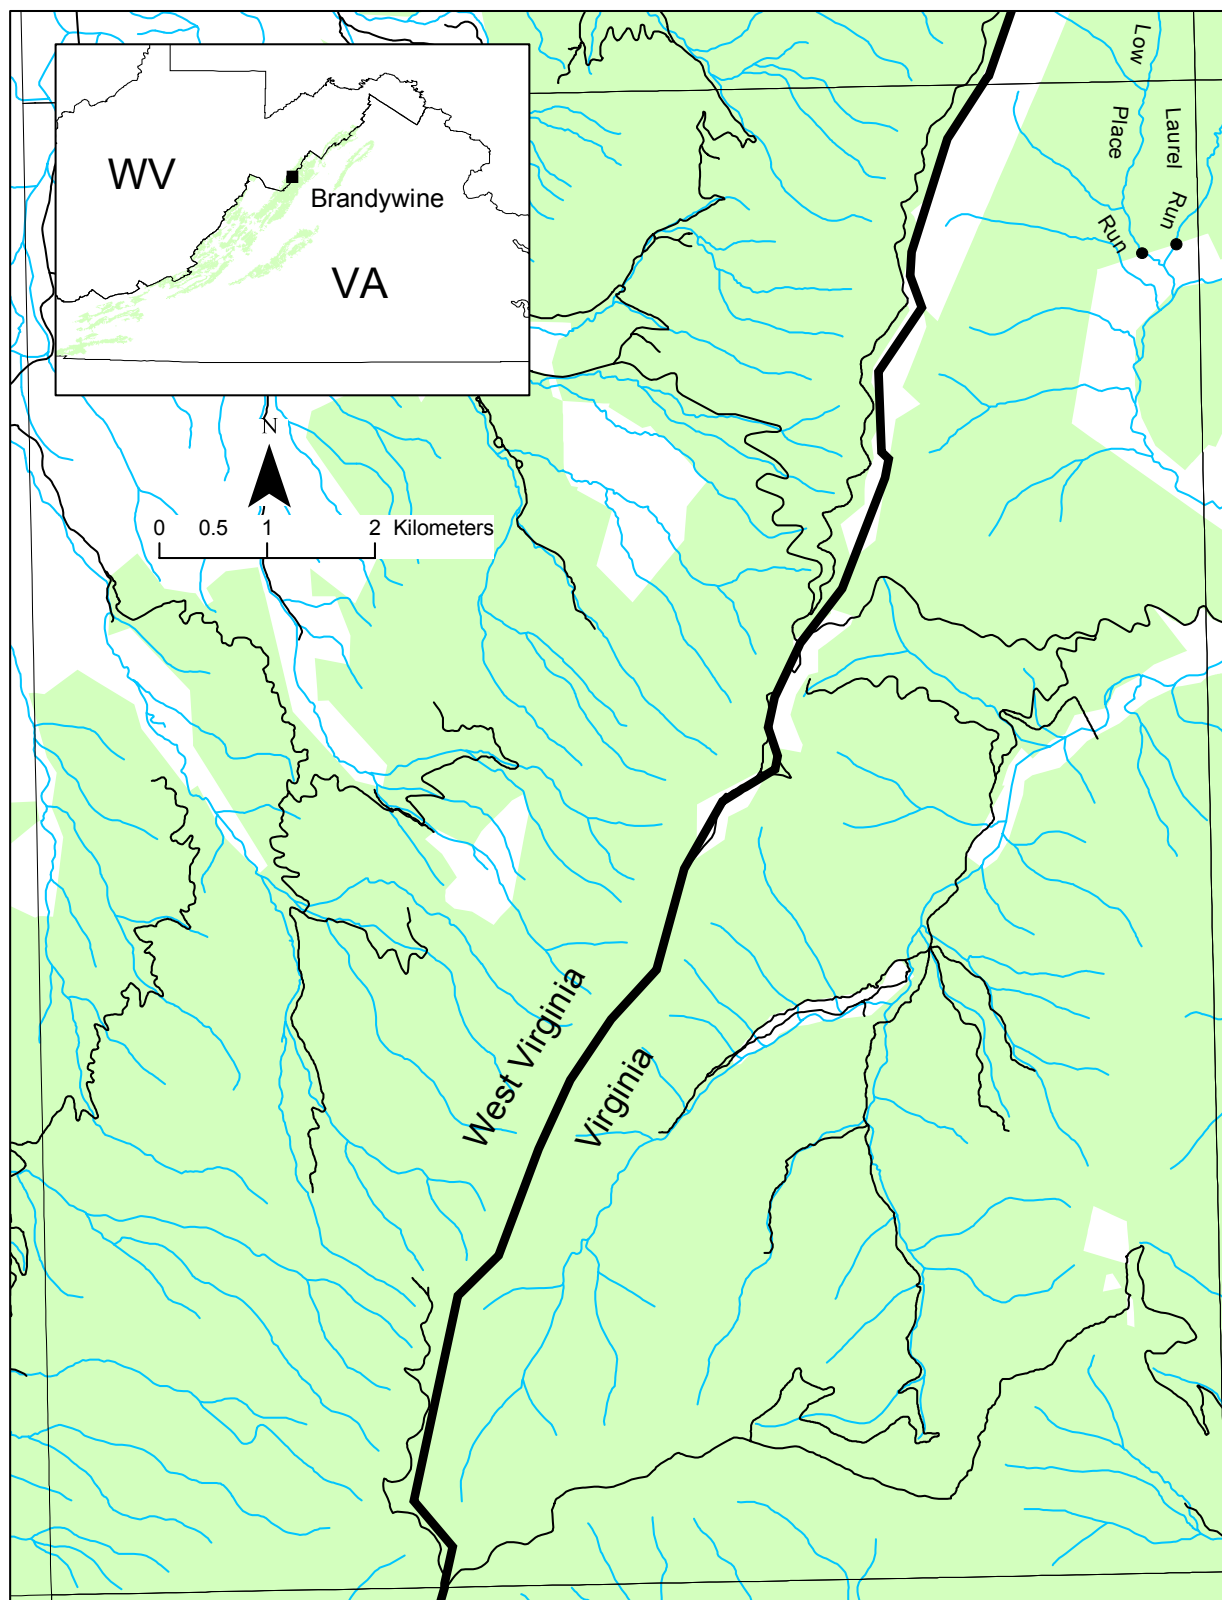 WV
Brandywine
VA
N
0 0.5 1 2 Kilometers
Low
Place
Run
Laurel
Run
West Virginia
Virginia